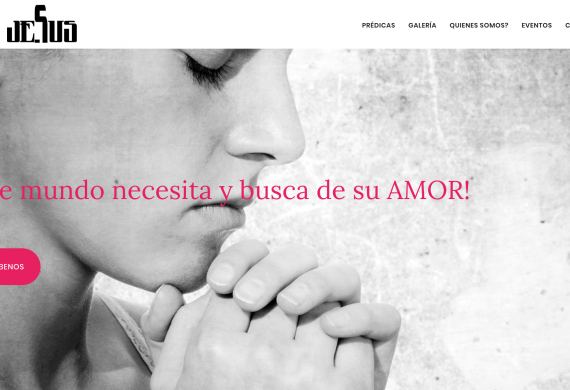 JESUS
PRÉDICAS GALERÍA QUIENES SOMOS? EVENTOS C
e mundo necesita y busca de su AMOR!
BENOS